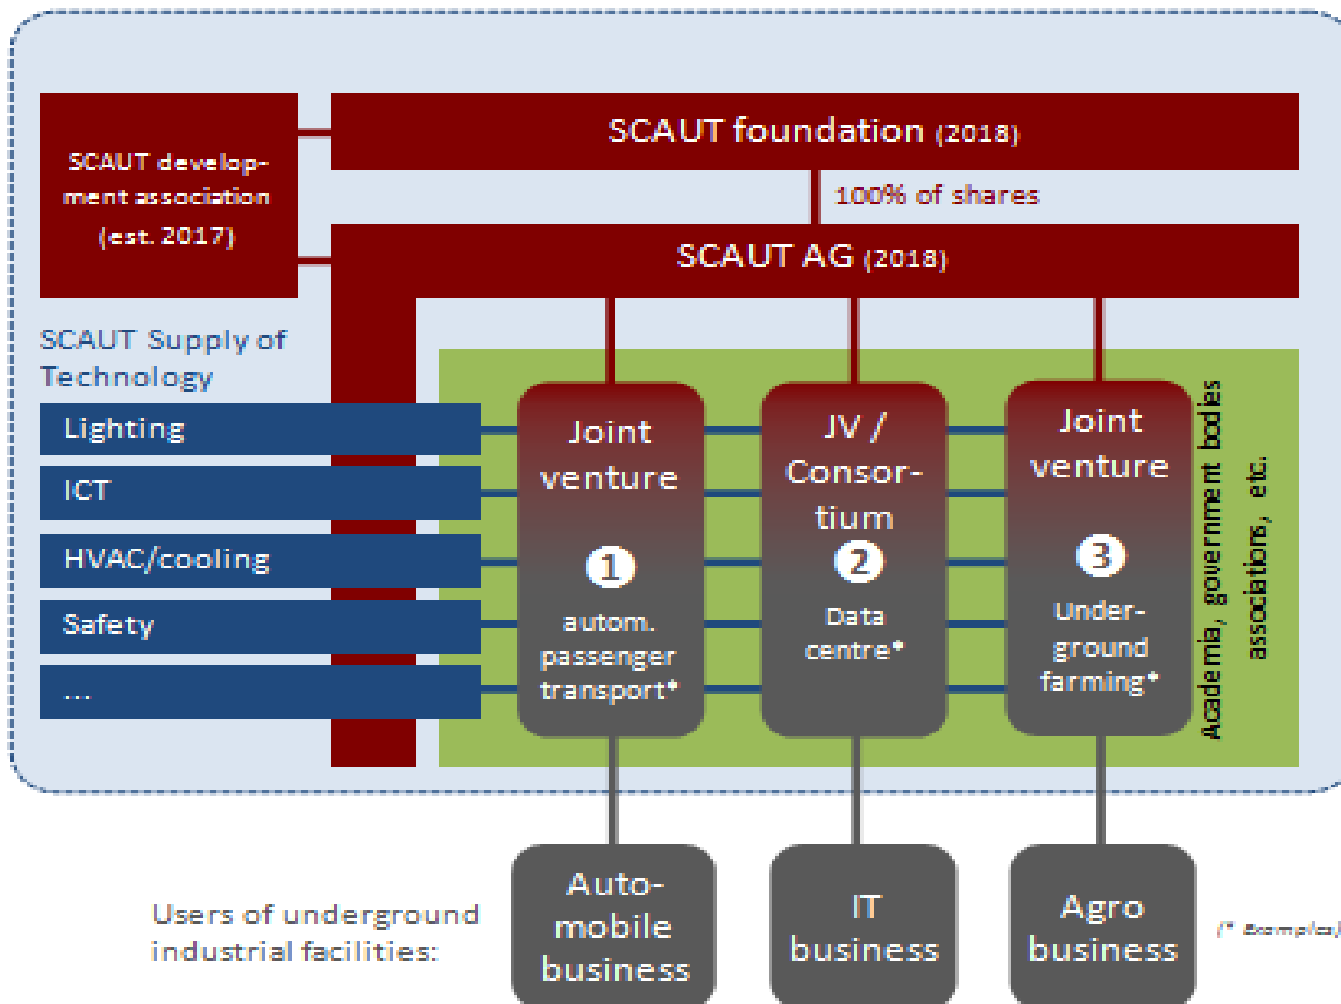 SCAUT foundation (2018)
SCAUT develop-
ment association
(est. 2017)
100% of shares
SCAUT AG (2018)
SCAUT Supply of
Technology
Lighting
ICT
HVAC/cooling
Safety
...
Joint
venture
1
autom.
passenger
transport*
JV /
Consor-
tium
2
Data
centre*
Joint
venture
3
Under-
ground
farming*
Academia, government bodies
associations, etc.
Users of underground
industrial facilities:
Auto-
mobile
business
IT
business
Agro
business
(* Examples)